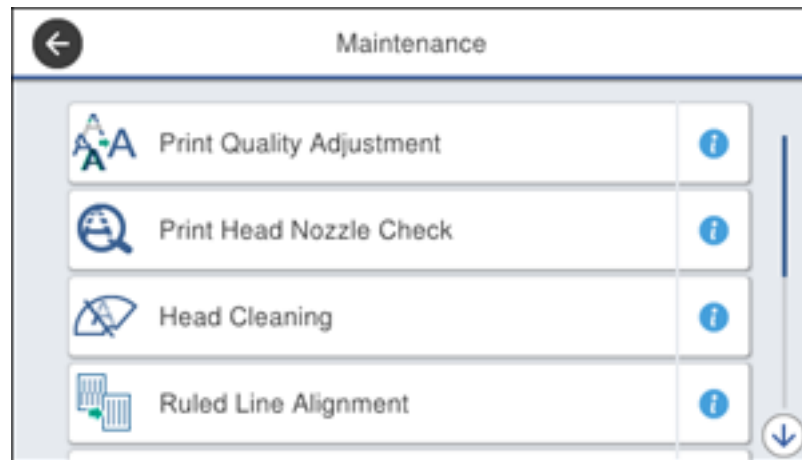 Maintenance
Print Quality Adjustment
Print Head Nozzle Check
Head Cleaning
Ruled Line Alignment